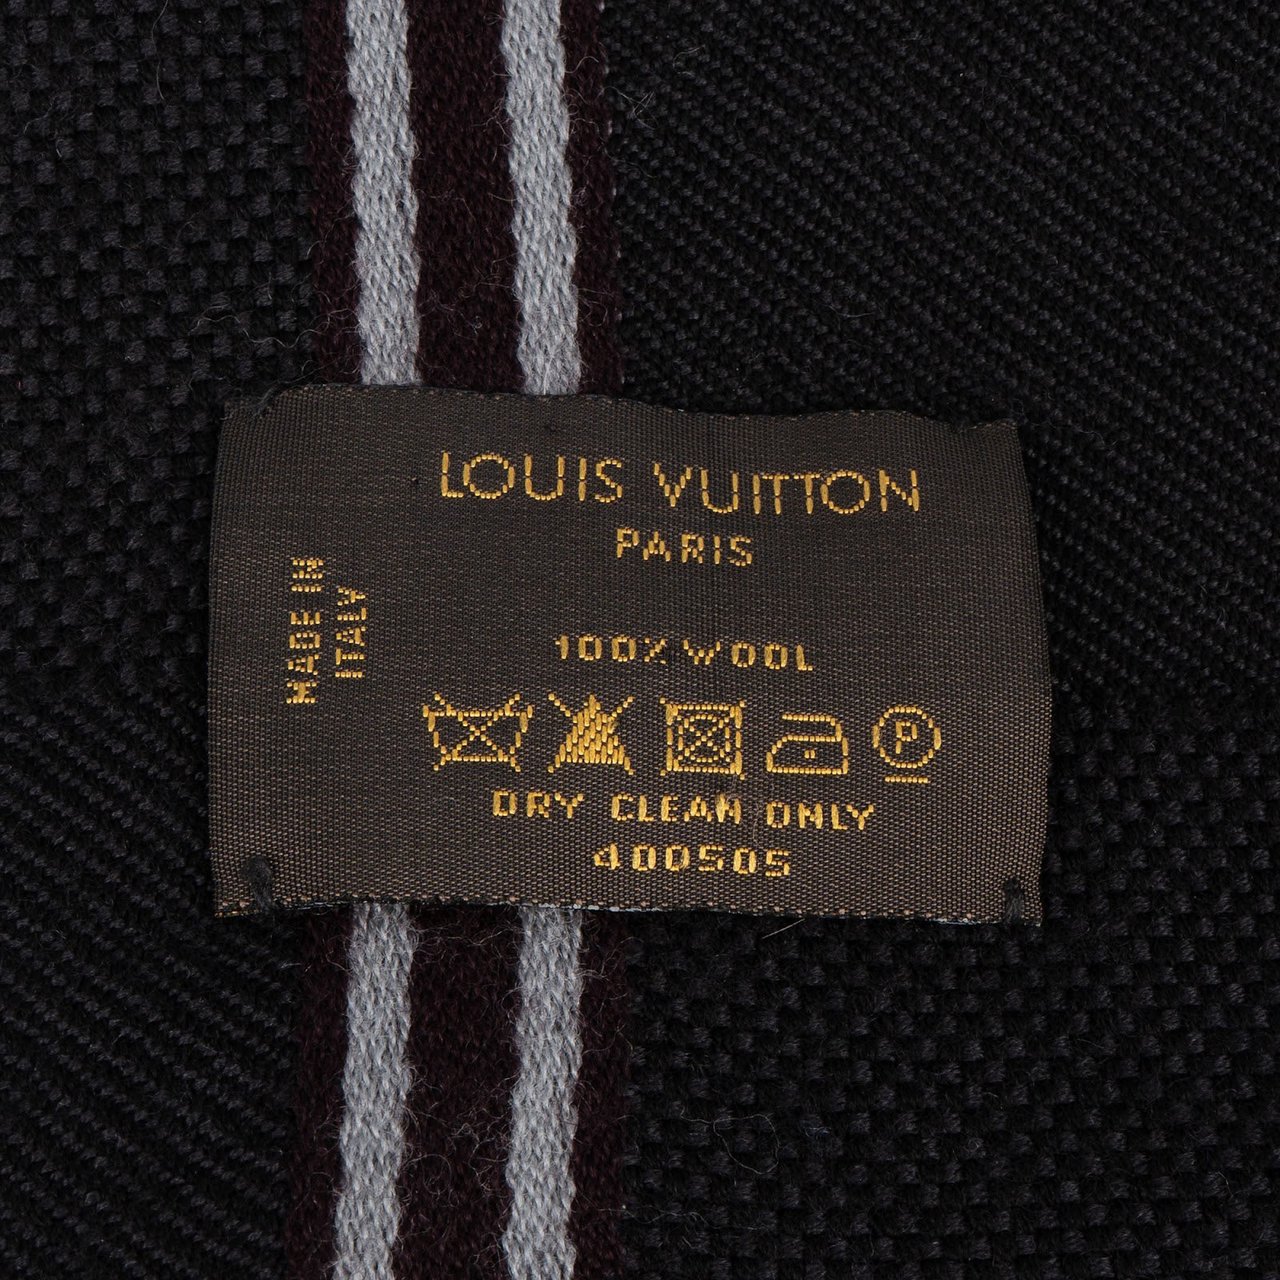 LOUIS VUITTON
PARIS
MADE IN
ITALY
100% WOOL
P
DRY CLEAN ONLY
400505